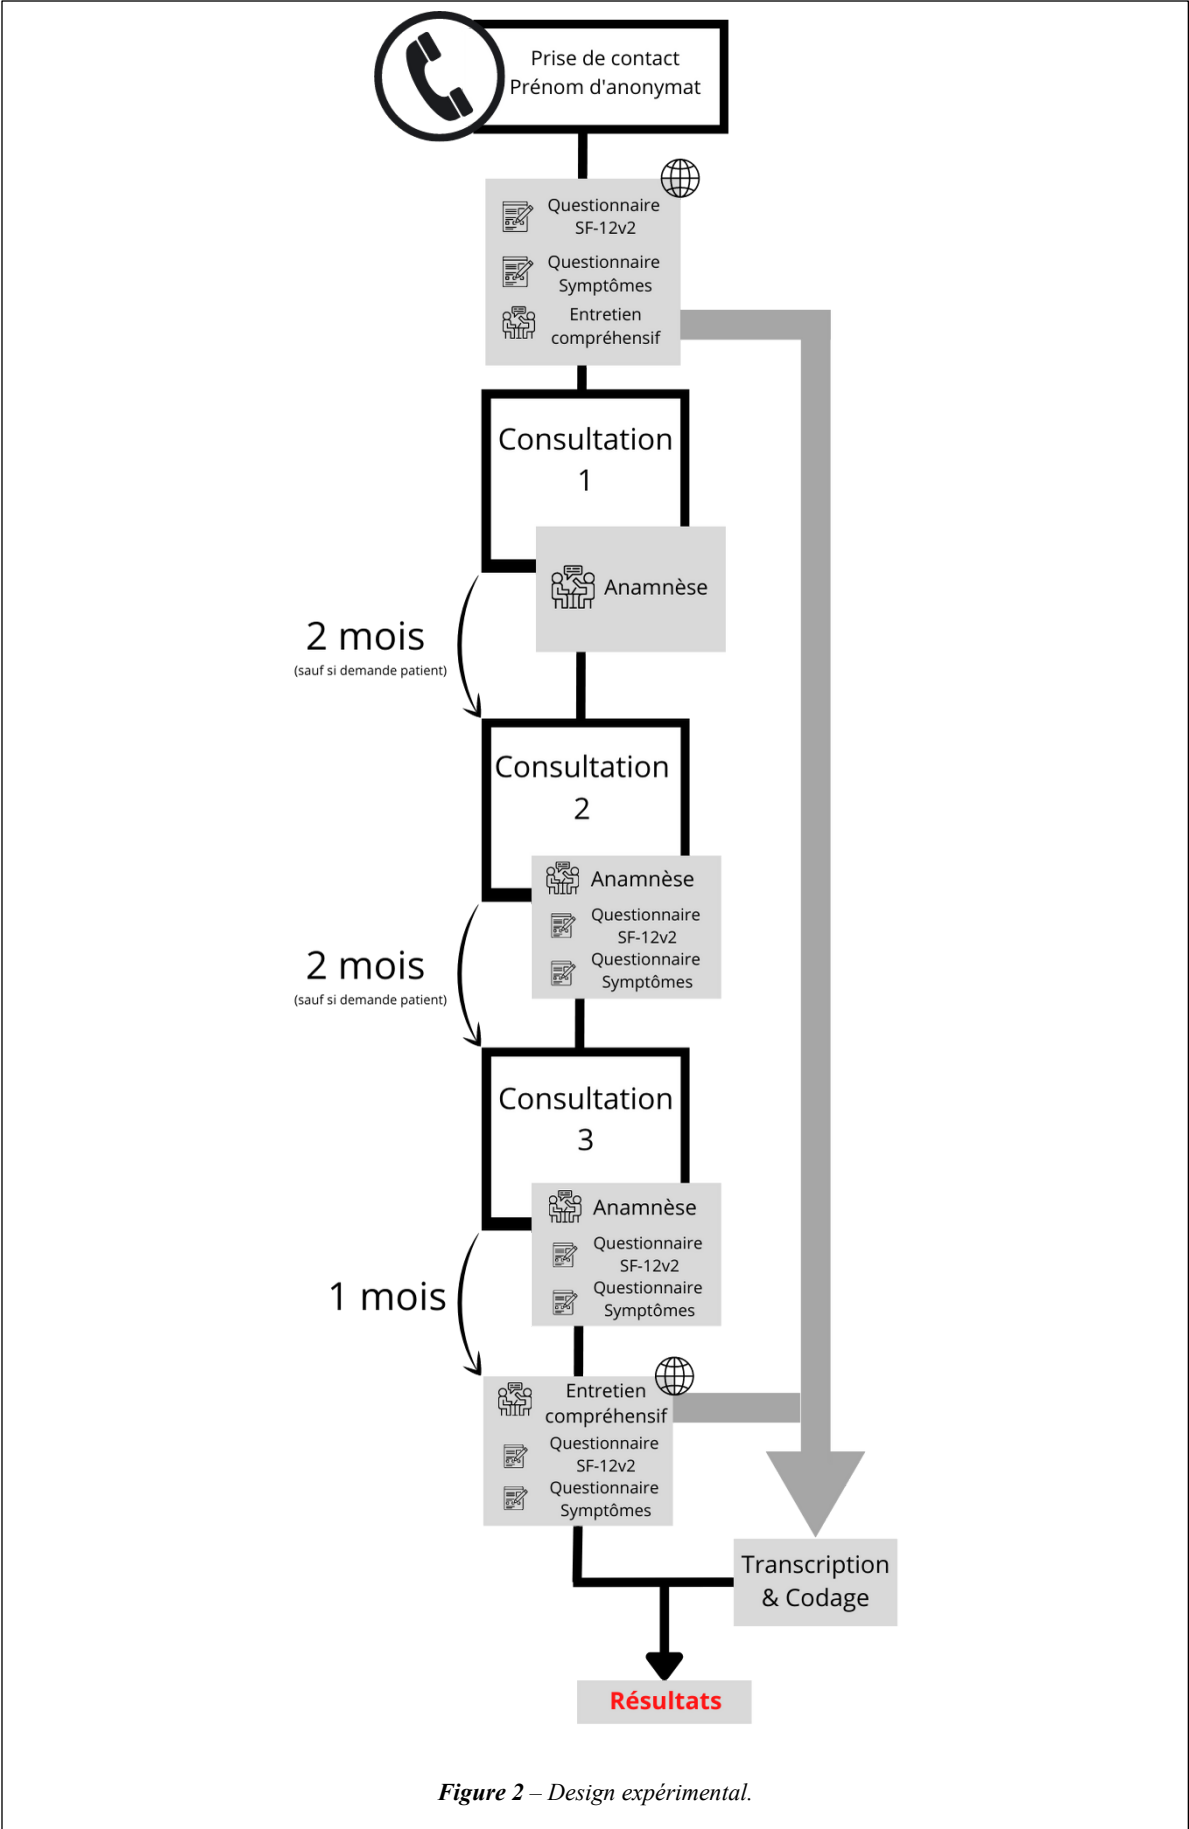 Prise de contact
Prénom d'anonymat
Questionnaire
SF-12v2
Questionnaire
Symptômes
Entretien
compréhensif
Consultation
1
Anamnèse
2 mois
(sauf si demande patient)
Consultation
2
Anamnèse
Questionnaire
SF-12v2
Questionnaire
Symptômes
2 mois
(sauf si demande patient)
Consultation
3
Anamnèse
Questionnaire
SF-12v2
Questionnaire
Symptômes
1 mois
Entretien
compréhensif
Questionnaire
SF-12v2
Questionnaire
Symptômes
Transcription
& Codage
Résultats
Figure 2 – Design expérimental.